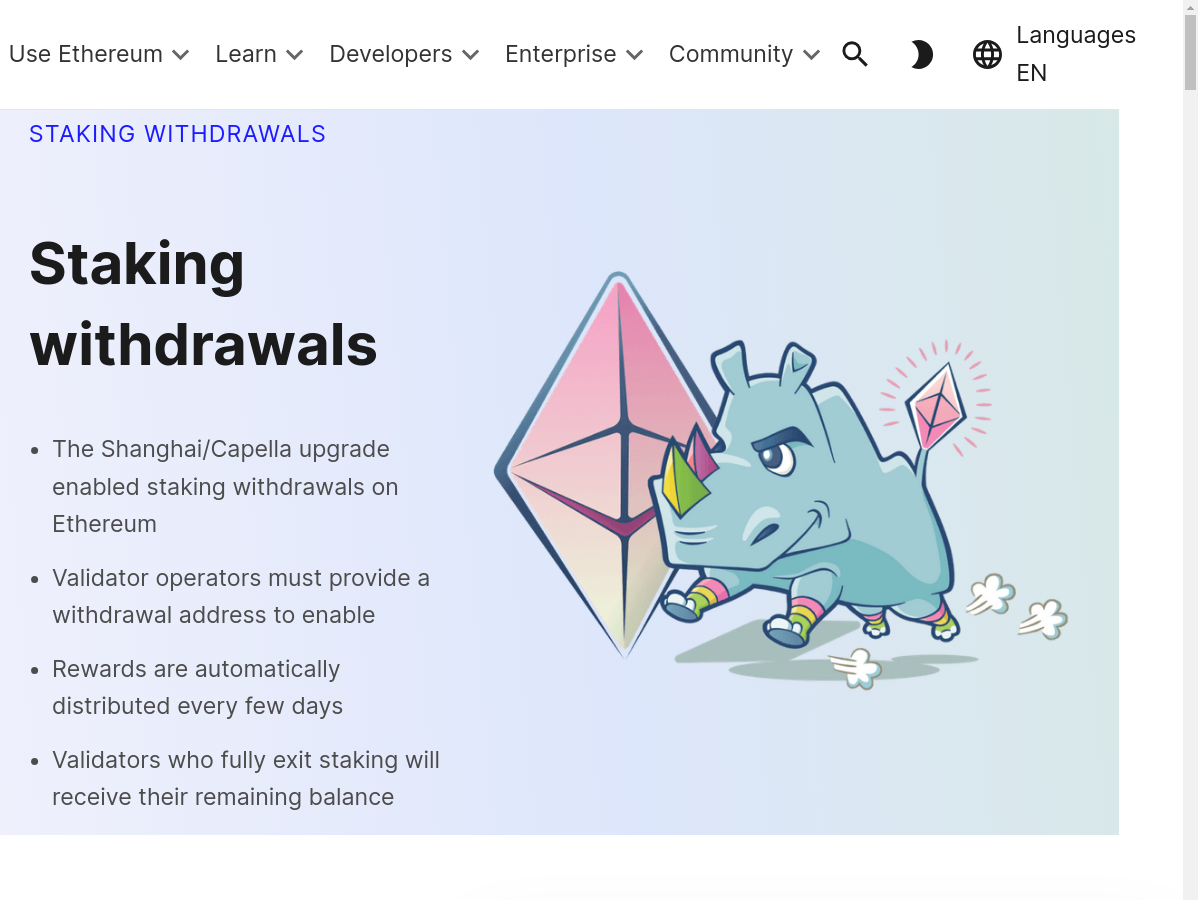 Use Ethereum Learn Developers Enterprise Community Languages EN
STAKING WITHDRAWALS
Staking
withdrawals
The Shanghai/Capella upgrade
enabled staking withdrawals on
Ethereum
Validator operators must provide a
withdrawal address to enable
Rewards are automatically
distributed every few days
Validators who fully exit staking will
receive their remaining balance